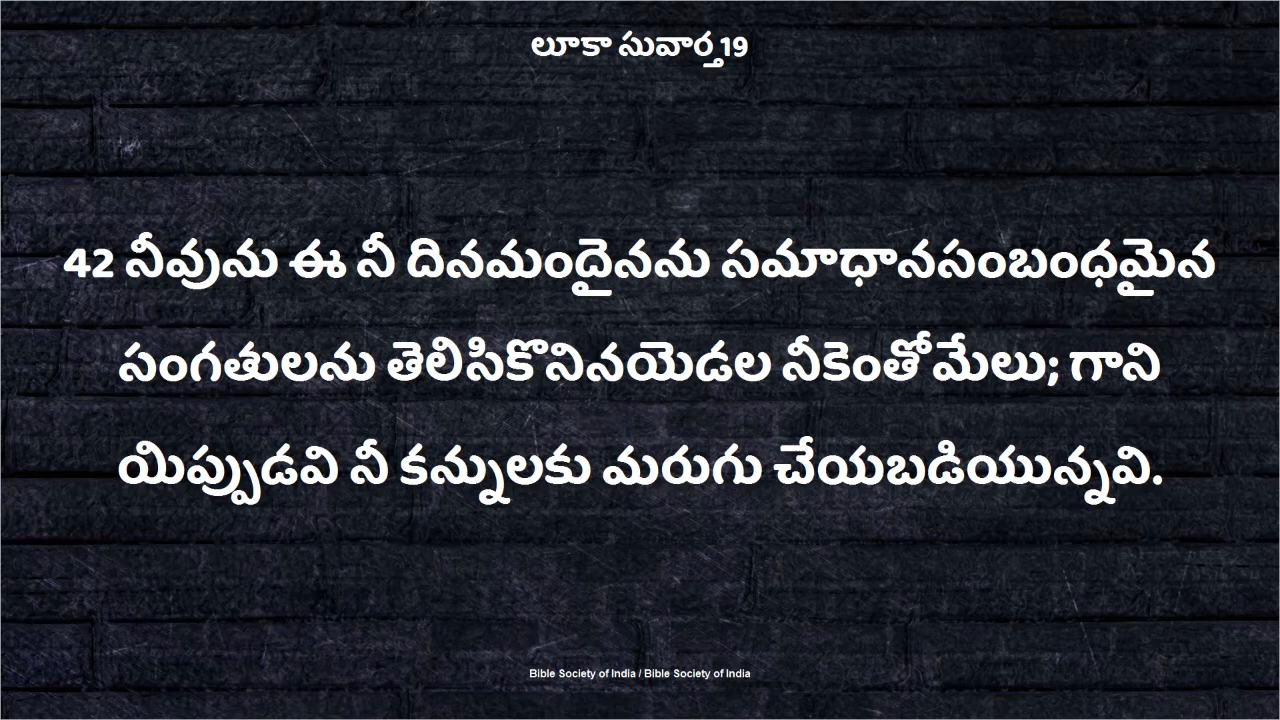 లూకా సువార్త19
42 నీవును ఈ నీ దినమందైనను సమాధానసంబంధమైన
సంగతులను తెలిసికొనినయెడల నీకెంతో మేలు; గాని
యిప్పుడవి నీ కన్నులకు మరుగు చేయబడియున్నవి.
Bible Society of India / Bible Society of India